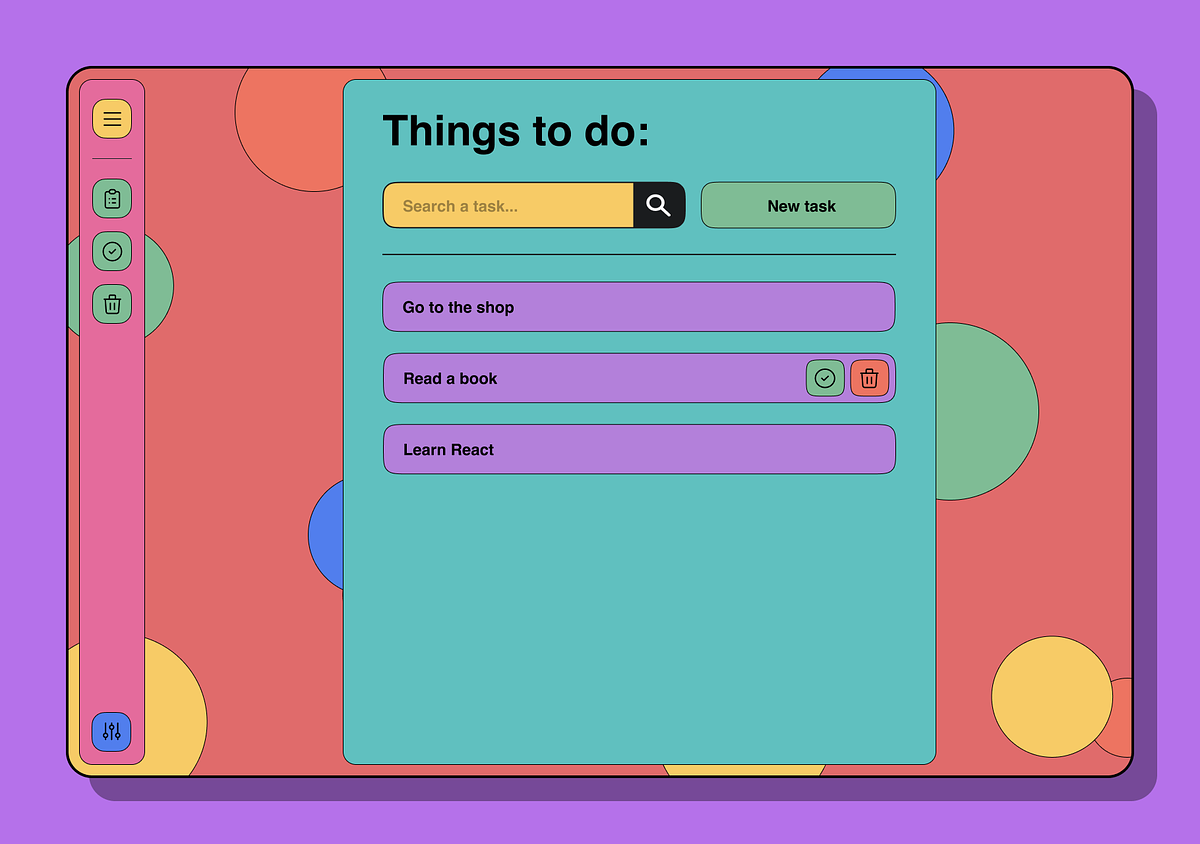 Things to do:
Search a task...
New task
Go to the shop
Read a book
Learn React